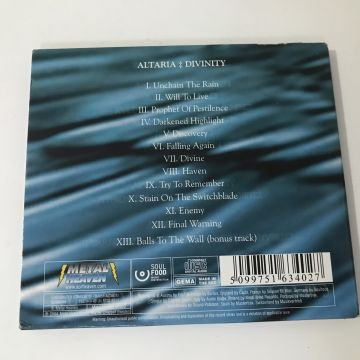 ALTARIA : DIVINITY
I. Unchain The Rain
II. Will To Live
III. Prophet Of Pestilence
IV. Darkened Highlight
V. Discovery
VI. Falling Again
VII. Divine
VIII. Haven
IX. Try To Remember
X. Stain On The Switchblade
XI. Enemy
XII. Final Warning
XIII. Balls To The Wall (bonus track)
METAL HEAVEN
SOUL FOOD
COMPACT disc
GEMA
5 099751 634027